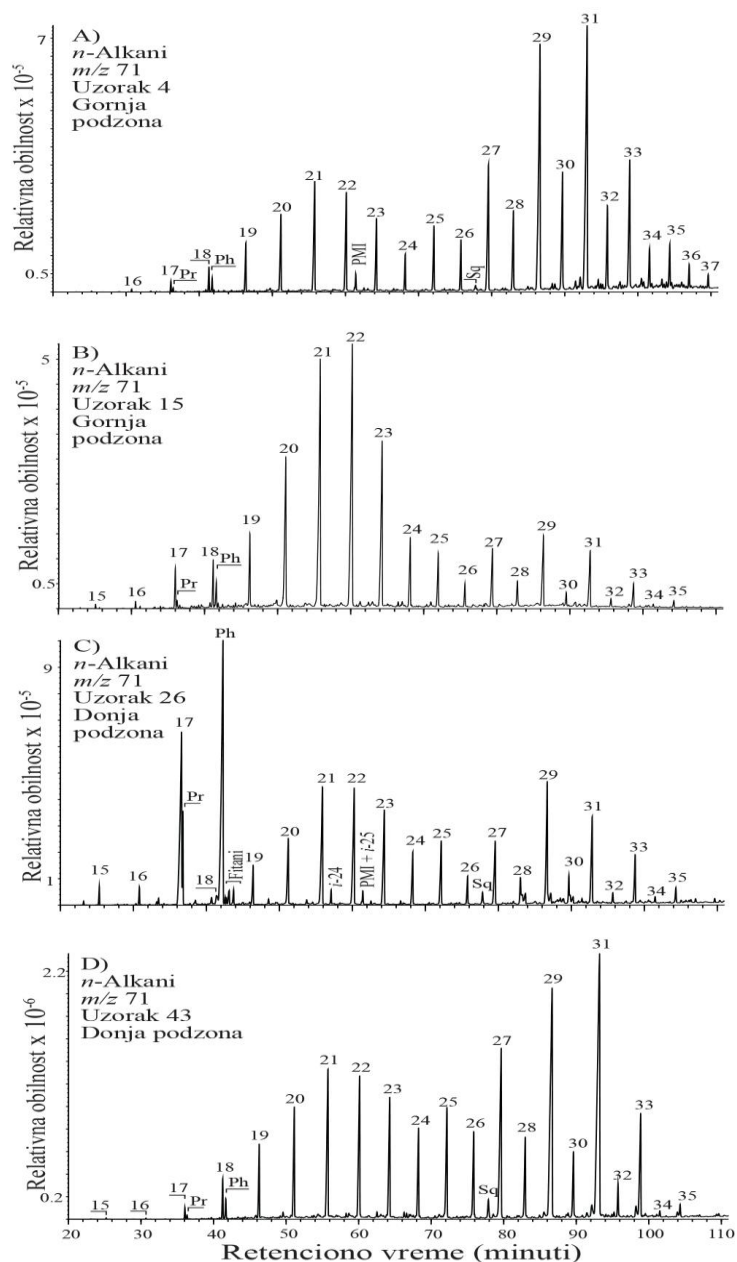 A)
n-Alkani
m/z 71
Uzorak 4
Gornja
podzona
Relativna obilnost x 10-5
7
0.5
16
17
Pr
18
Ph
19
20
21
22
PMI
23
24
25
26
Sq
27
28
29
30
31
32
33
34
35
36
37
B)
n-Alkani
m/z 71
Uzorak 15
Gornja
podzona
Relativna obilnost x 10-5
5
0.5
15
16
17
Pr
18
Ph
19
20
21
22
23
24
25
26
27
28
29
30
31
32
33
34
35
C)
n-Alkani
m/z 71
Uzorak 26
Donja
podzona
Relativna obilnost x 10-5
9
1
15
16
17
Pr
18
Ph
Fitani
19
20
21
i-24
22
PMI + i-25
23
24
25
26
Sq
27
28
29
30
31
32
33
34
35
D)
n-Alkani
m/z 71
Uzorak 43
Donja podzona
Relativna obilnost x 10-6
2.2
0.2
15
16
17
Pr
18
Ph
19
20
21
22
23
24
25
26
Sq
27
28
29
30
31
32
33
34
35
20 30 40 50 60 70 80 90 100 110
Retenciono vreme (minuti)